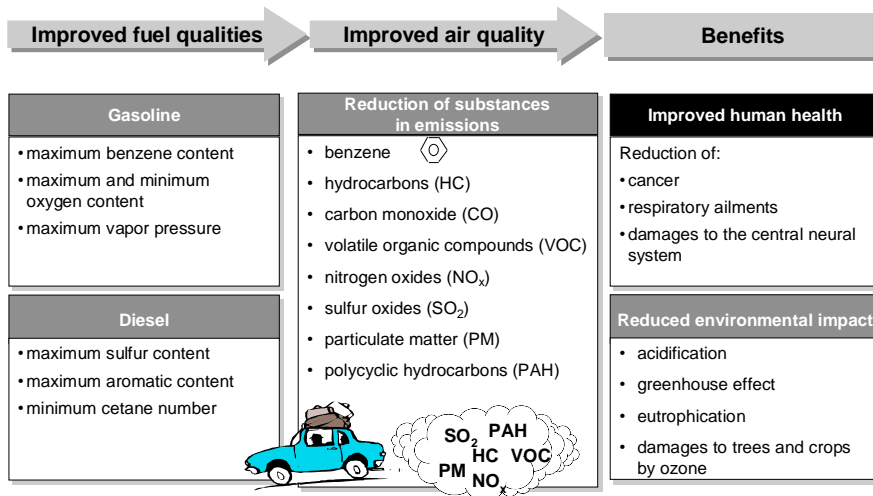 Improved fuel qualities
Improved air quality
Benefits
Gasoline
• maximum benzene content
• maximum and minimum
oxygen content
• maximum vapor pressure
Diesel
• maximum sulfur content
• maximum aromatic content
• minimum cetane number
Reduction of substances
in emissions
• benzene
• hydrocarbons (HC)
• carbon monoxide (CO)
• volatile organic compounds (VOC)
• nitrogen oxides (NOx)
• sulfur oxides (SO2)
• particulate matter (PM)
• polycyclic hydrocarbons (PAH)
SO2 PAH
HC VOC
PM
NOx
Improved human health
Reduction of:
• cancer
• respiratory ailments
• damages to the central neural
system
Reduced environmental impact
• acidification
• greenhouse effect
• eutrophication
• damages to trees and crops
by ozone